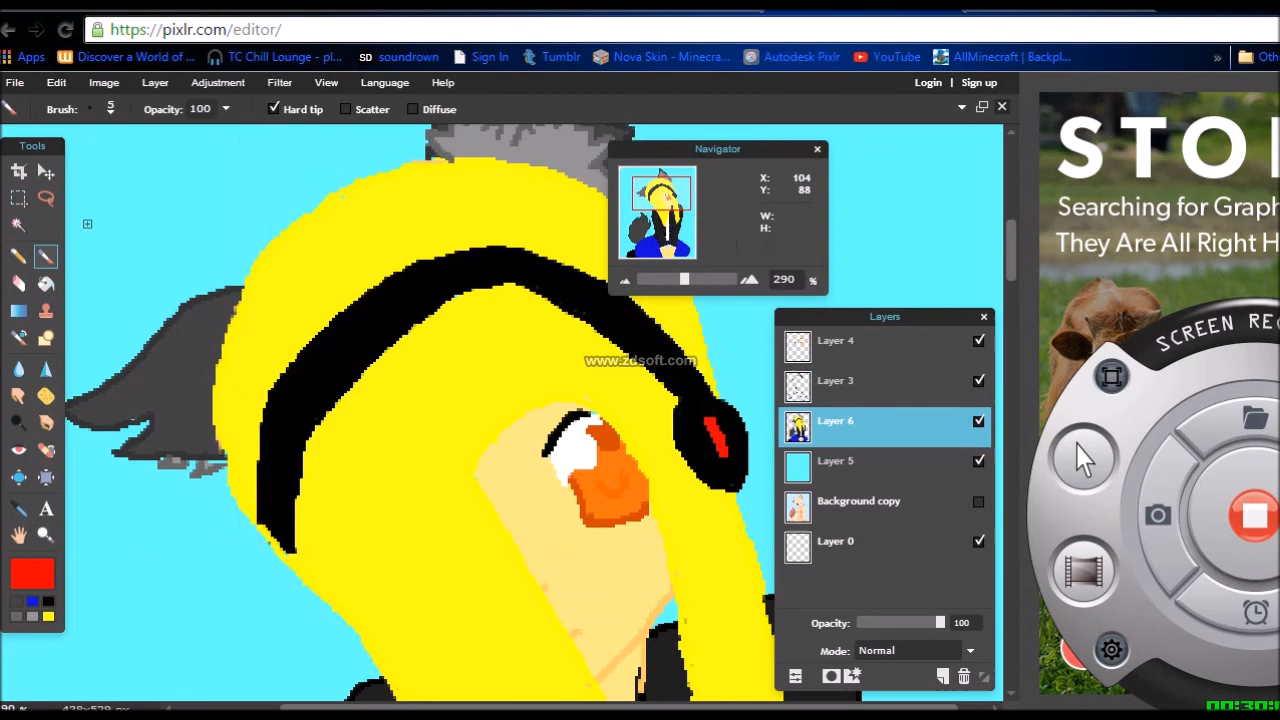 https://pixlr.com/editor/
Apps Discover a World of ... TC Chill Lounge - pl... SD soundrown Sign In Tumblr Nova Skin - Minecra... Autodesk Pixlr YouTube AllMinecraft | Backpl... » Oth
File Edit Image Layer Adjustment Filter View Language Help Login | Sign up
Brush: 5 Opacity: 100 Hard tip Scatter Diffuse
Tools
Navigator
X: 104
Y: 88
W:
H:
290 %
www.zdsoft.com
Layers
Layer 4
Layer 3
Layer 6
Layer 5
Background copy
Layer 0
Opacity: 100
Mode: Normal
STO
Searching for Graph
They Are All Right H
SCREEN REC